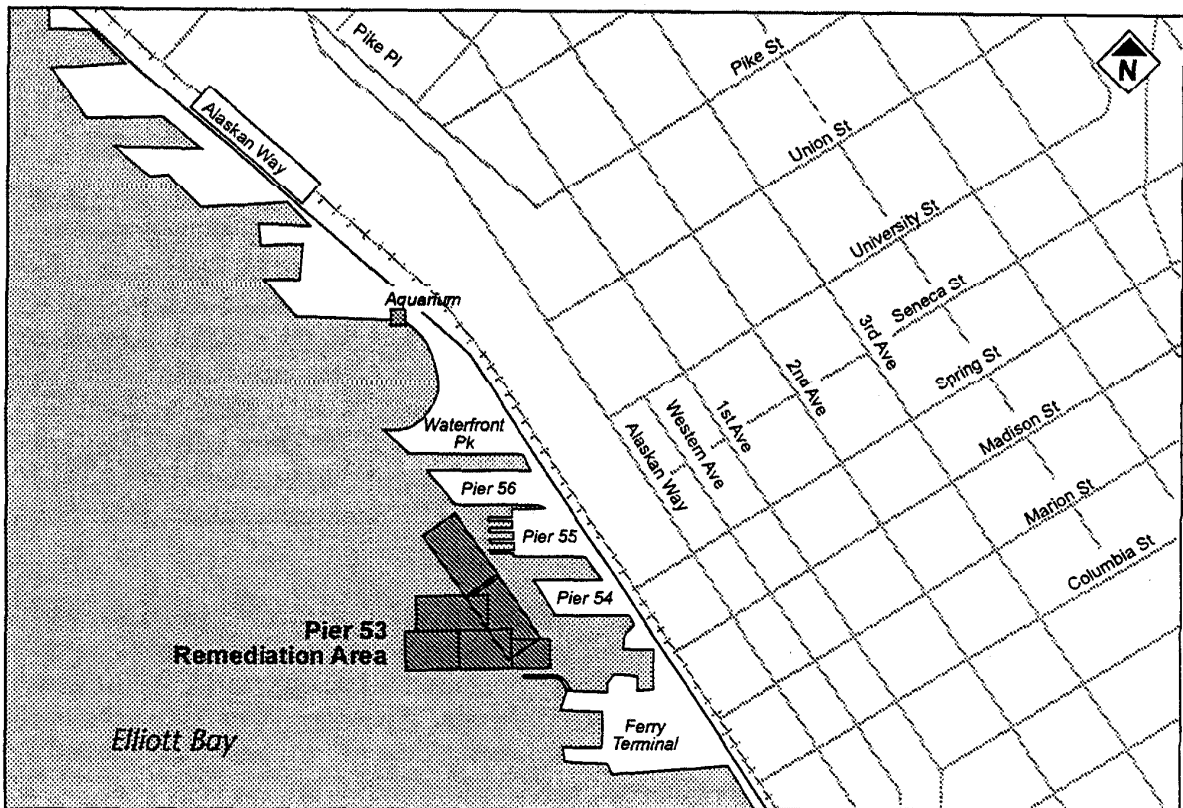 Pike Pl
Pike St
N
Alaskan Way
Union St
University St
Aquarium
Seneca St
3rd Ave
Spring St
2nd Ave
1st Ave
Western Ave
Alaskan Way
Waterfront
Pk
Madison St
Pier 56
Marion St
Pier 55
Columbia St
Pier 54
Pier 53
Remediation Area
Elliott Bay
Ferry
Terminal